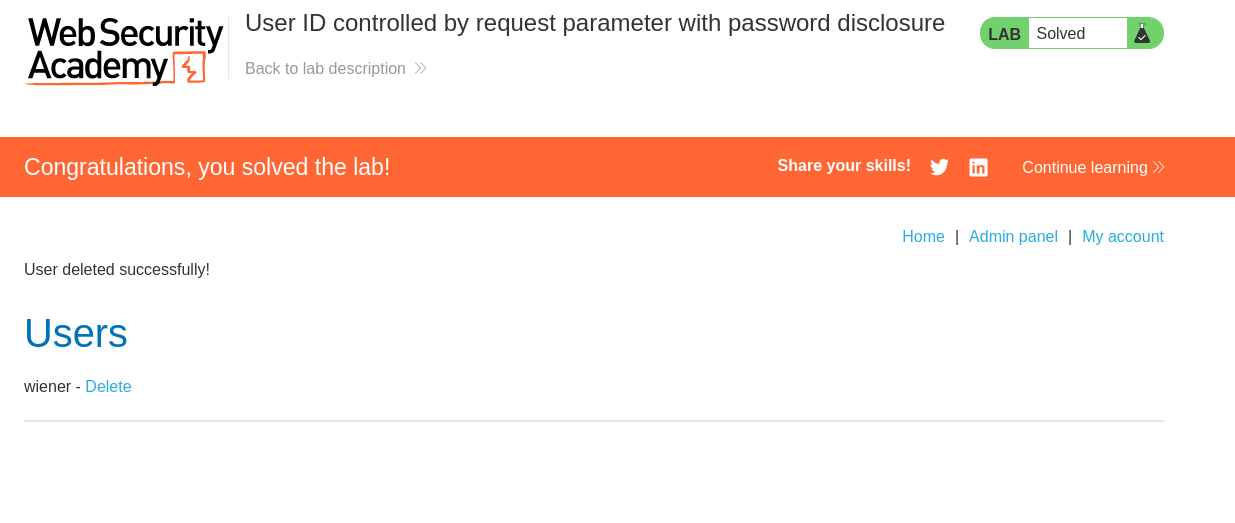 Web Security
Academy
User ID controlled by request parameter with password disclosure
Back to lab description
LAB Solved
Congratulations, you solved the lab!
Share your skills!
Continue learning
Home | Admin panel | My account
User deleted successfully!
Users
wiener - Delete